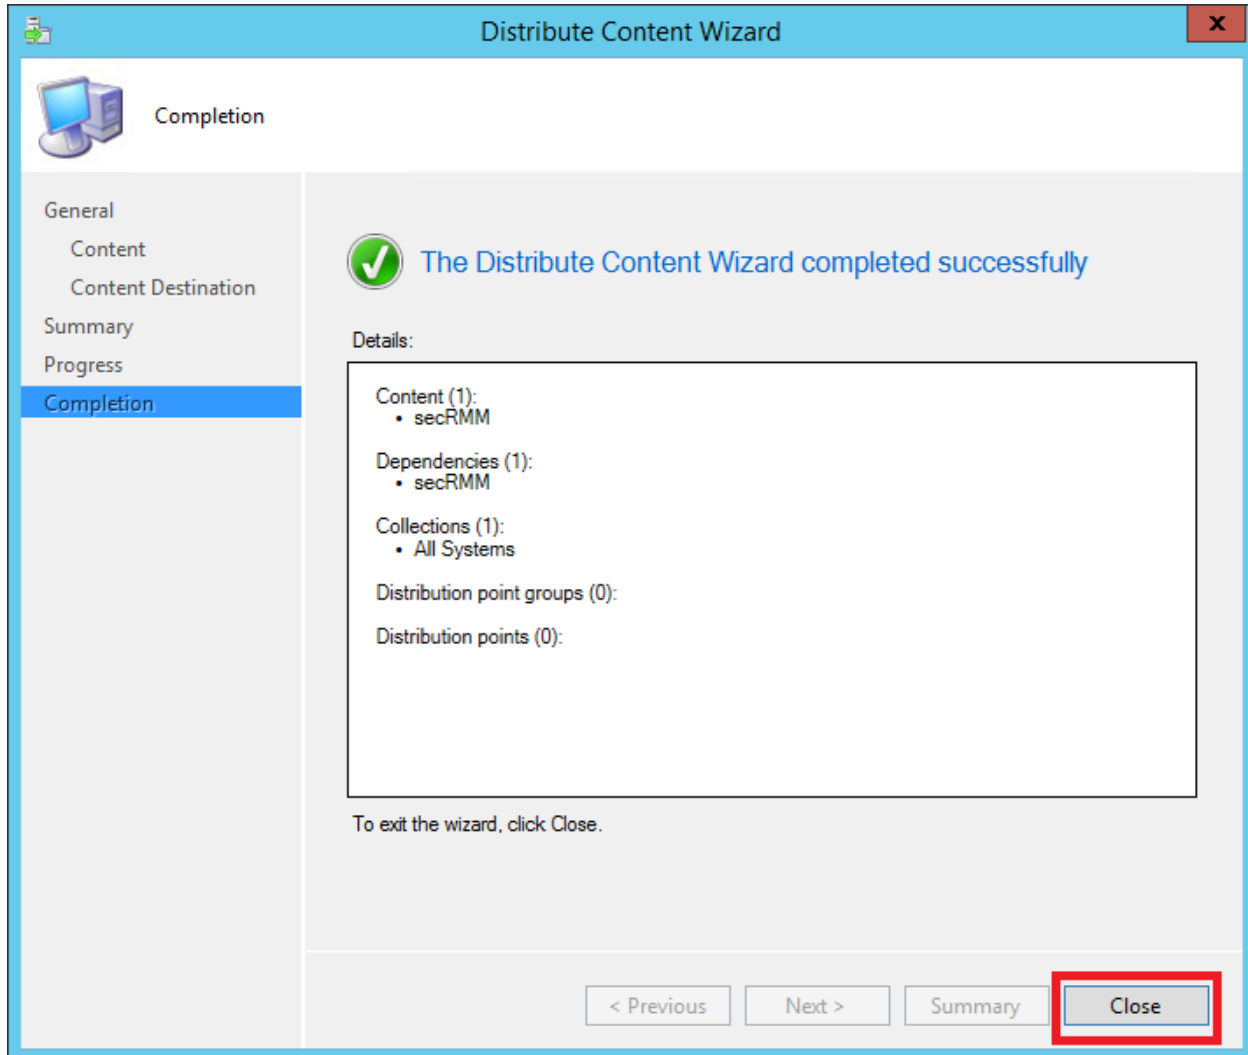 Distribute Content Wizard
X
Completion
General
Content
Content Destination
Summary
Progress
Completion
The Distribute Content Wizard completed successfully
Details:
Content (1):
• secRMM
Dependencies (1):
• secRMM
Collections (1):
• All Systems
Distribution point groups (0):
Distribution points (0):
To exit the wizard, click Close.
< Previous
Next >
Summary
Close